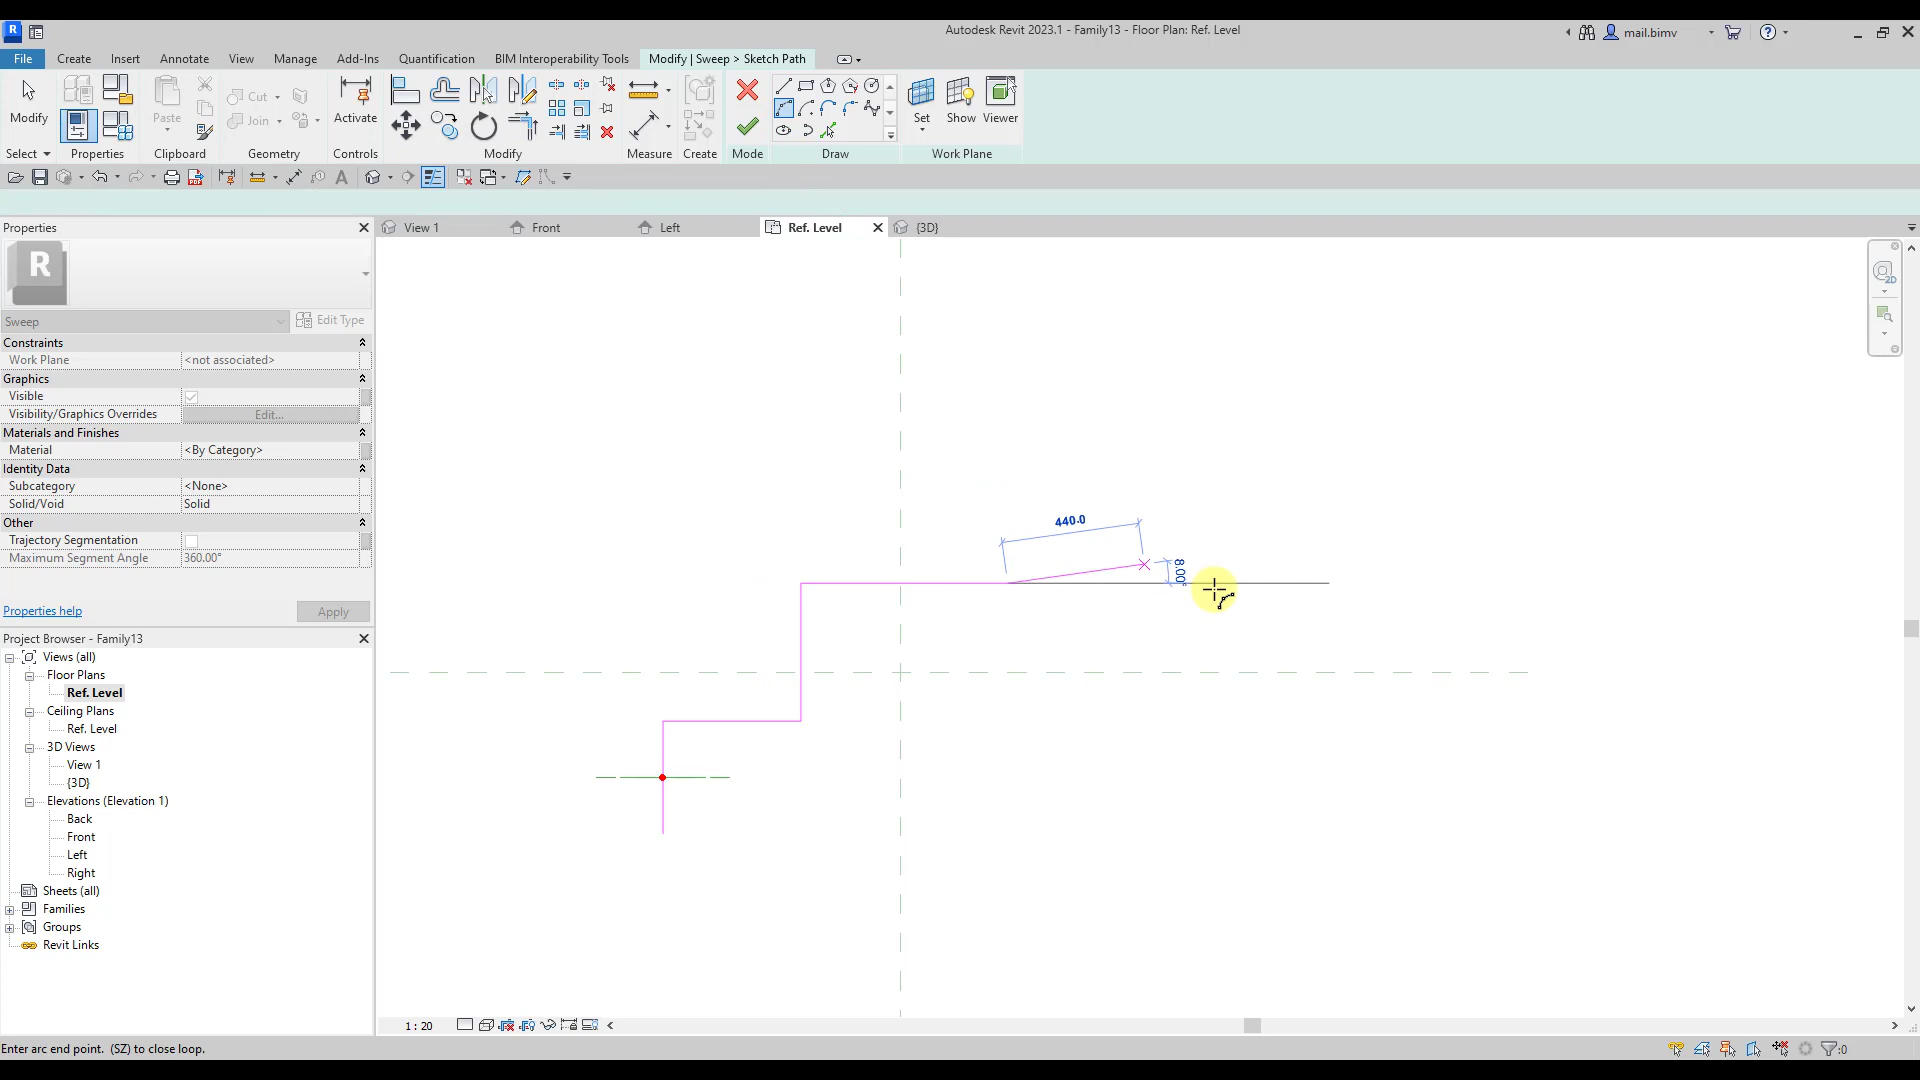 R
Autodesk Revit 2023.1 - Family13 - Floor Plan: Ref. Level
mail.bimv
File Create Insert Annotate View Manage Add-Ins Quantification BIM Interoperability Tools Modify | Sweep > Sketch Path
Modify Paste Cut Join Activate Set Show Viewer
Select Properties Clipboard Geometry Controls Modify Measure Create Mode Draw Work Plane
PDF
A
Properties
View 1 Front Left Ref. Level {3D}
R
2D
Sweep Edit Type
Constraints
Work Plane <not associated>
Graphics
Visible
Visibility/Graphics Overrides Edit...
Materials and Finishes
Material <By Category>
Identity Data
Subcategory <None>
Solid/Void Solid
Other
Trajectory Segmentation
Maximum Segment Angle 360.00°
440.0
8.00°
Properties help Apply
Project Browser - Family13
Views (all)
Floor Plans
Ref. Level
Ceiling Plans
Ref. Level
3D Views
View 1
{3D}
Elevations (Elevation 1)
Back
Front
Left
Right
Sheets (all)
Families
Groups
Revit Links
1 : 20
Enter arc end point. (SZ) to close loop.
:0